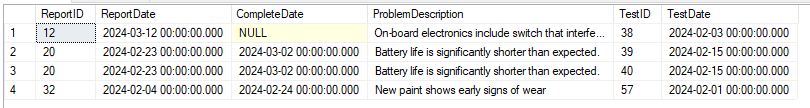 ReportID ReportDate CompleteDate ProblemDescription TestID TestDate
1 12 2024-03-12 00:00:00.000 NULL On-board electronics include switch that interfe... 38 2024-02-03 00:00:00.000
2 20 2024-02-23 00:00:00.000 2024-03-02 00:00:00.000 Battery life is significantly shorter than expected. 39 2024-02-15 00:00:00.000
3 20 2024-02-23 00:00:00.000 2024-03-02 00:00:00.000 Battery life is significantly shorter than expected. 40 2024-02-15 00:00:00.000
4 32 2024-02-04 00:00:00.000 2024-02-24 00:00:00.000 New paint shows early signs of wear 57 2024-02-01 00:00:00.000